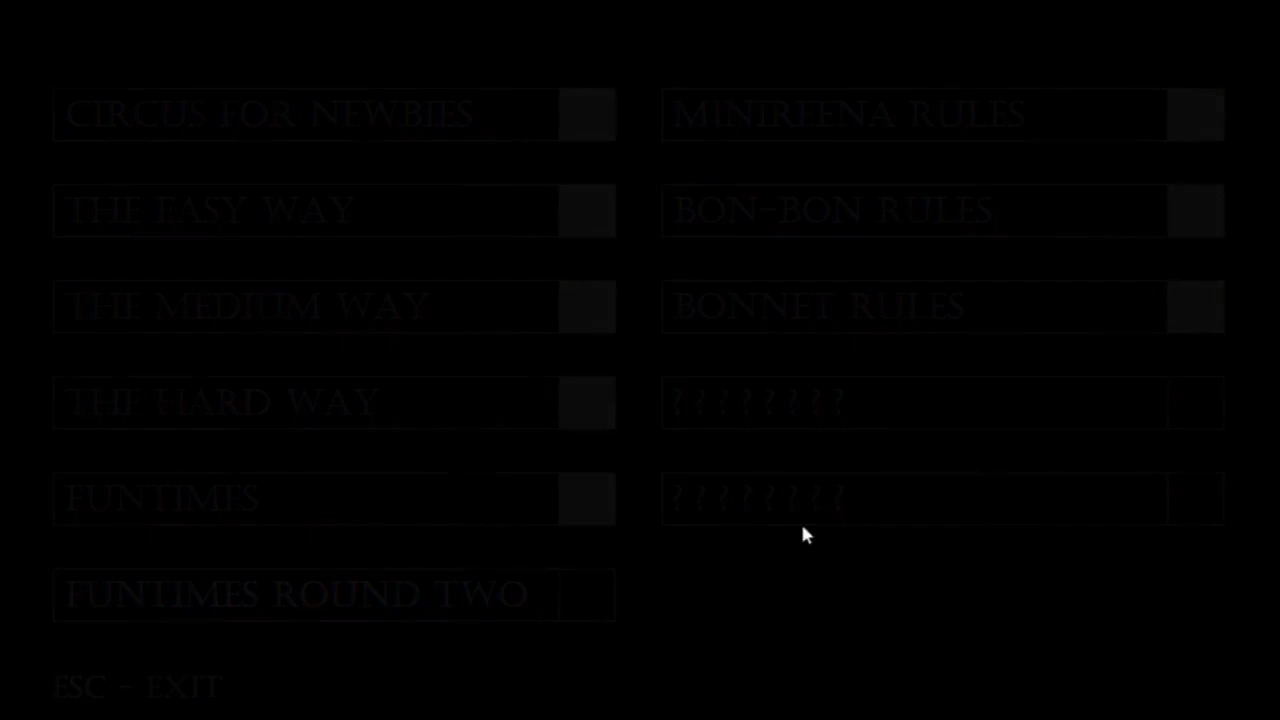 CIRCUS FOR NEWBIES
THE EASY WAY
THE MEDIUM WAY
THE HARD WAY
FUNTIMES
FUNTIMES ROUND TWO
MINIREENA RULES
BON-BON RULES
BONNET RULES
? ? ? ? ? ? ? ?
? ? ? ? ? ? ? ?
ESC - EXIT